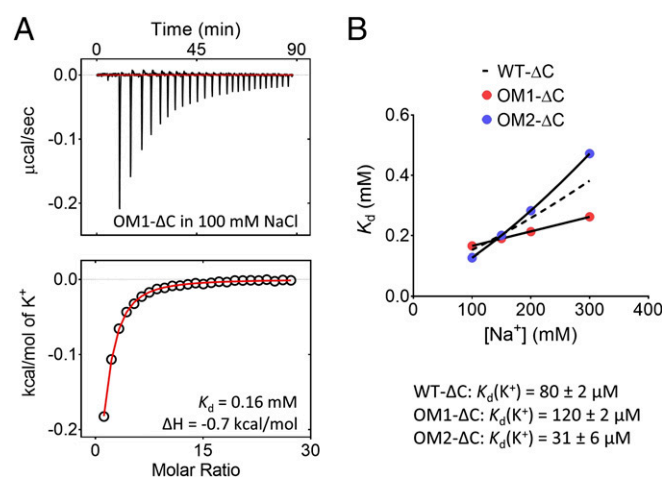 A
Time (min)
0 45 90
0.0
-0.1
-0.2
μcal/sec
OM1-ΔC in 100 mM NaCl
0.0
-0.1
-0.2
kcal/mol of K⁺
Kd = 0.16 mM
ΔH = -0.7 kcal/mol
0 15 30
Molar Ratio
B
WT-ΔC
OM1-ΔC
OM2-ΔC
0.6
0.4
0.2
0.0
Kd (mM)
0 100 200 300 400
[Na⁺] (mM)
WT-ΔC: Kd(K⁺) = 80 ± 2 μM
OM1-ΔC: Kd(K⁺) = 120 ± 2 μM
OM2-ΔC: Kd(K⁺) = 31 ± 6 μM